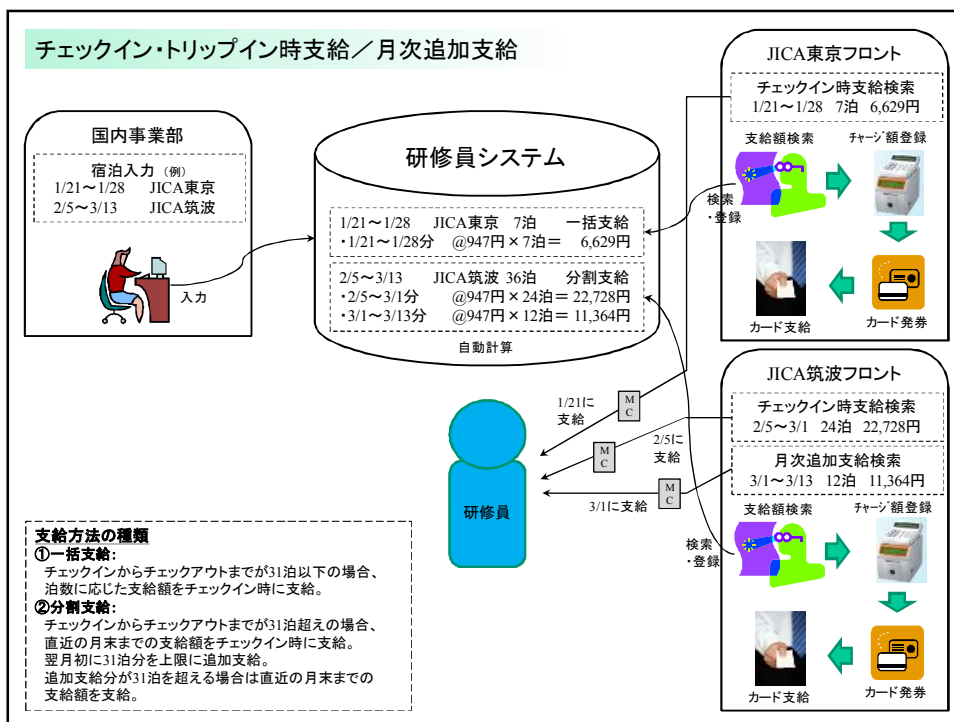 チェックイン・トリップイン時支給／月次追加支給
国内事業部
宿泊入力 （例）
1/21～1/28 JICA東京
2/5～3/13 JICA筑波
入力
研修員システム
1/21～1/28 JICA東京 7泊 一括支給
・1/21～1/28分 @947円×7泊＝ 6,629円
2/5～3/13 JICA筑波 36泊 分割支給
・2/5～3/1分 @947円×24泊＝22,728円
・3/1～3/13分 @947円×12泊＝11,364円
自動計算
JICA東京フロント
チェックイン時支給検索
1/21～1/28 7泊 6,629円
支給額検索
ﾁｬｰｼﾞ額登録
検索
・登録
カード支給
カード発券
JICA筑波フロント
チェックイン時支給検索
2/5～3/1 24泊 22,728円
月次追加支給検索
3/1～3/13 12泊 11,364円
支給額検索
ﾁｬｰｼﾞ額登録
検索
・登録
カード支給
カード発券
1/21に
支給
MC
2/5に
支給
MC
3/1に支給
MC
研修員
支給方法の種類
①一括支給：
チェックインからチェックアウトまでが31泊以下の場合、
泊数に応じた支給額をチェックイン時に支給。
②分割支給：
チェックインからチェックアウトまでが31泊超えの場合、
直近の月末までの支給額をチェックイン時に支給。
翌月初に31泊分を上限に追加支給。
追加支給分が31泊を超える場合は直近の月末までの
支給額を支給。